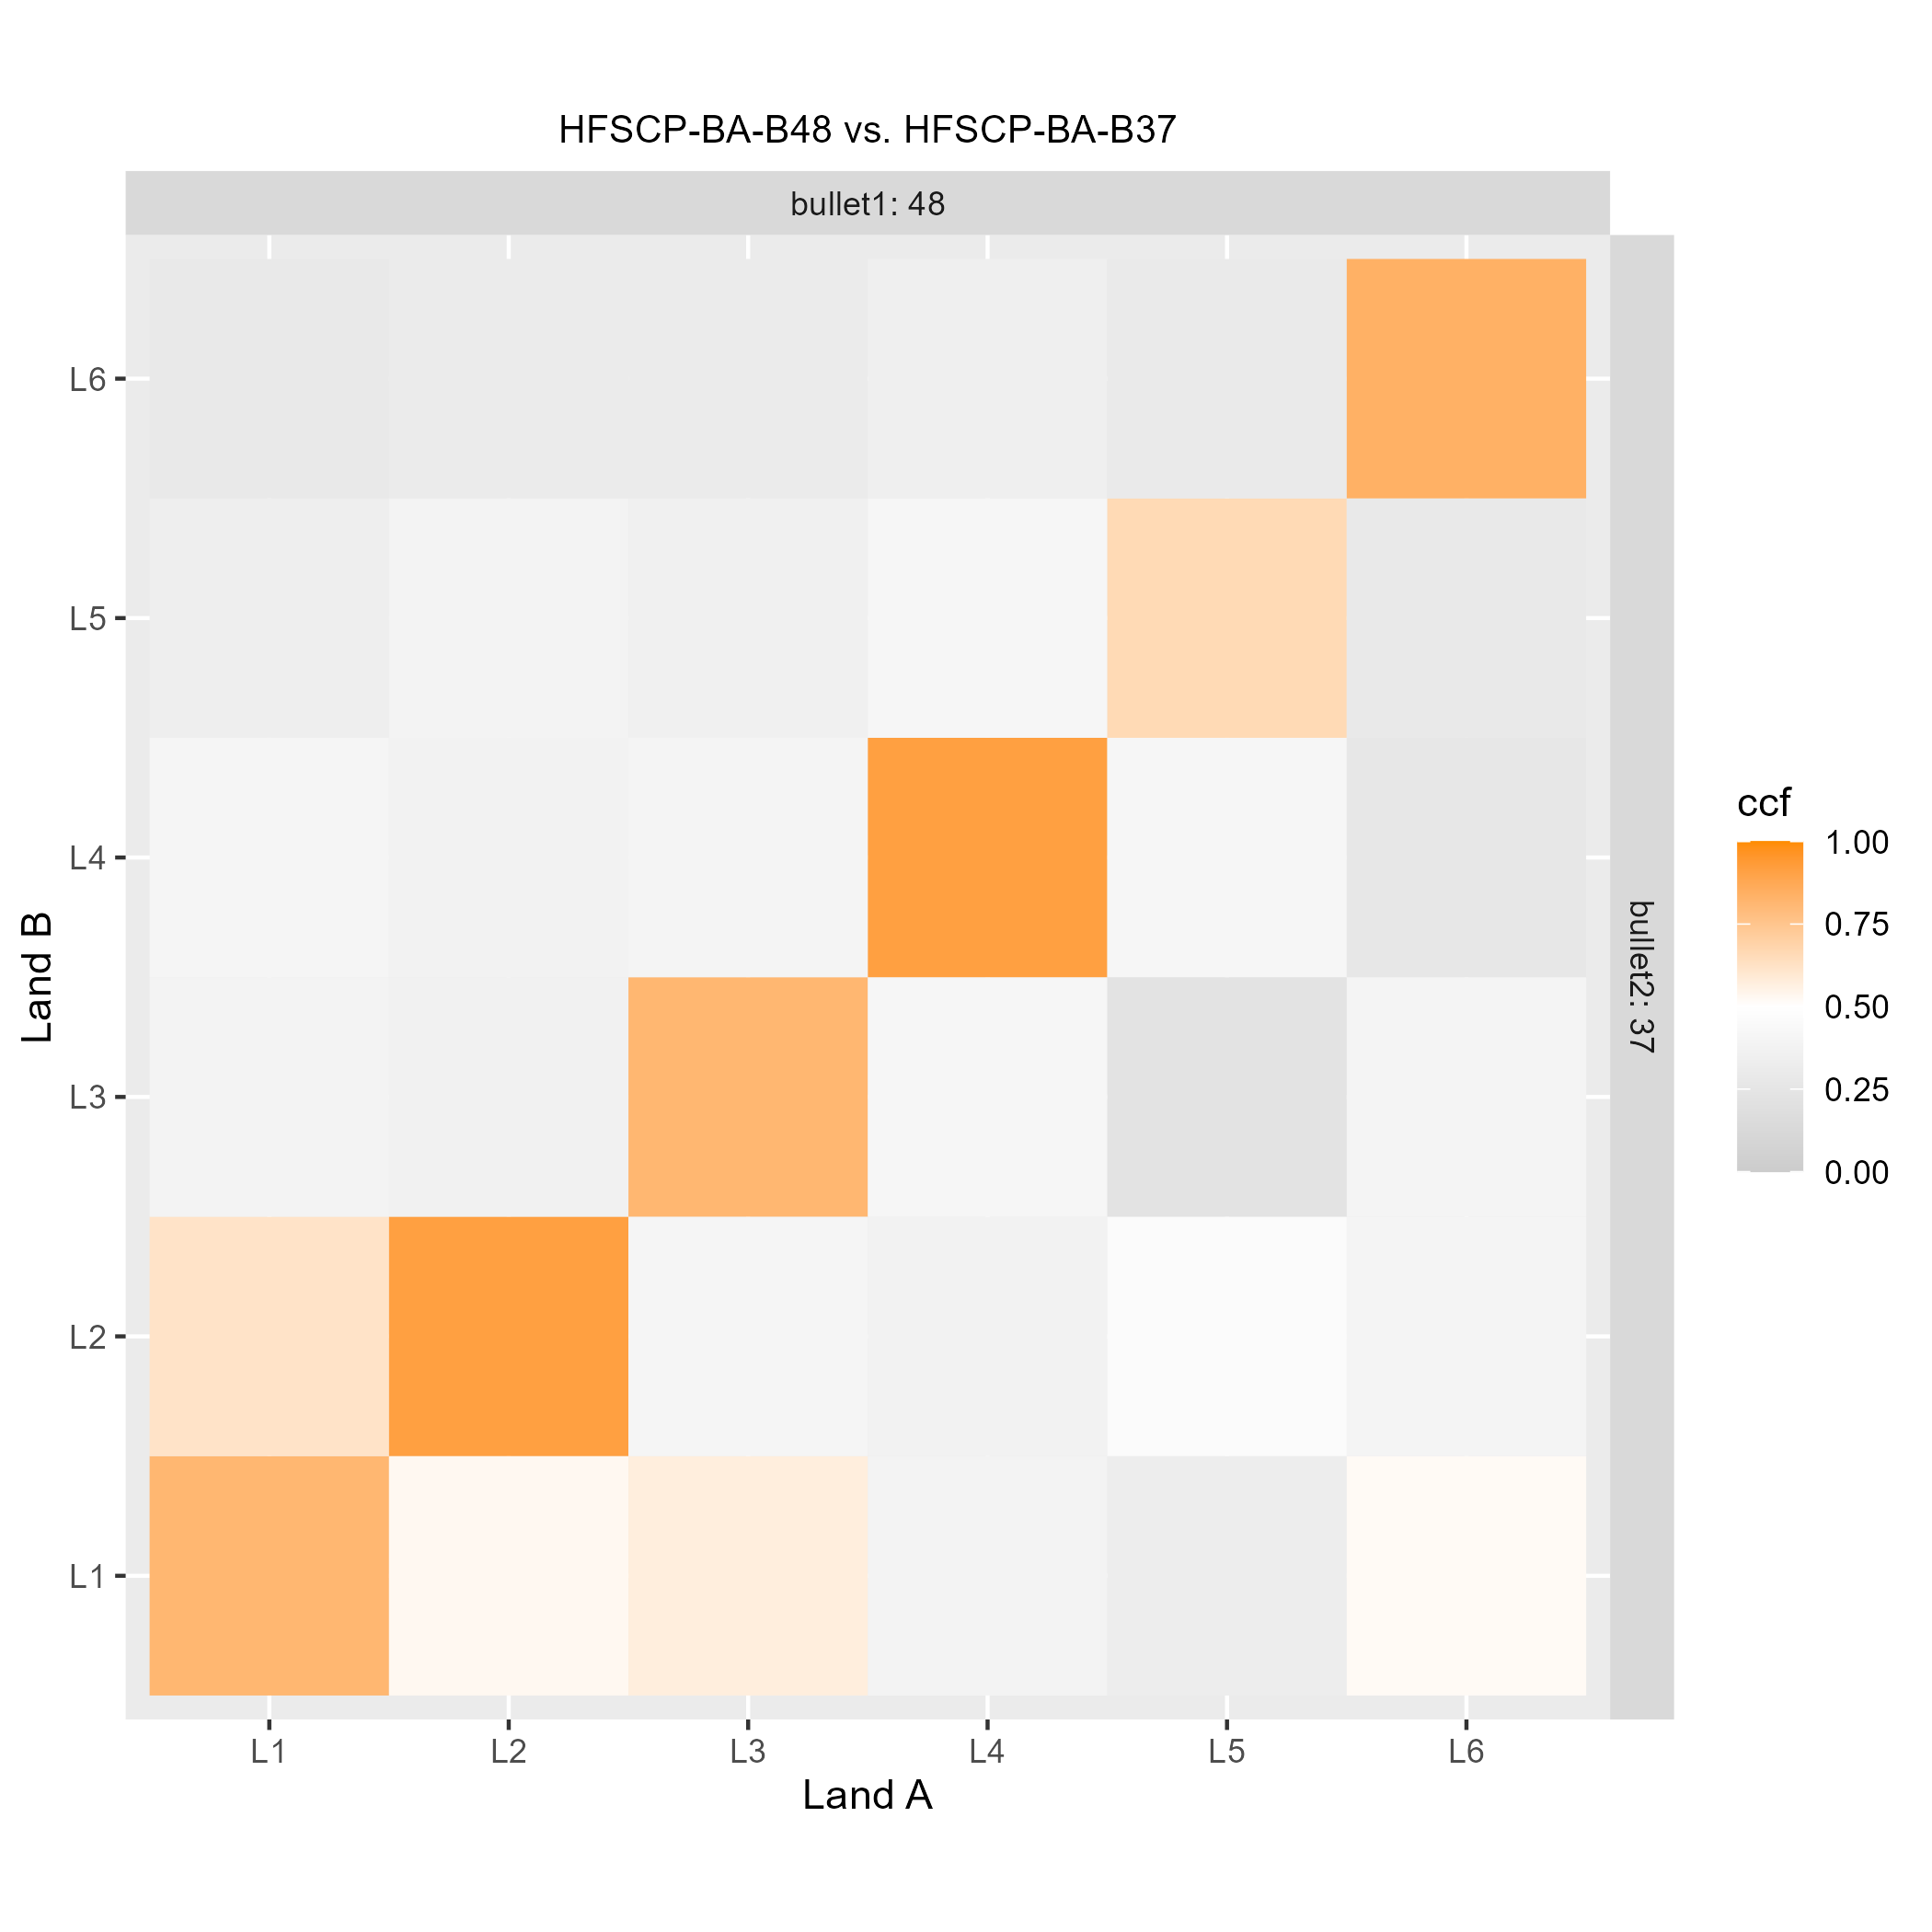 HFSCP-BA-B48 vs. HFSCP-BA-B37
bullet1: 48
L6
L5
L4
L3
L2
L1
Land B
bullet2: 37
L1 L2 L3 L4 L5 L6
Land A
ccf
1.00
0.75
0.50
0.25
0.00